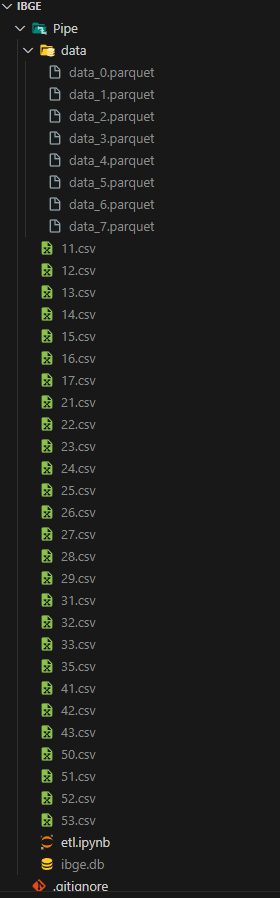 IBGE
Pipe
data
data_0.parquet
data_1.parquet
data_2.parquet
data_3.parquet
data_4.parquet
data_5.parquet
data_6.parquet
data_7.parquet
11.csv
12.csv
13.csv
14.csv
15.csv
16.csv
17.csv
21.csv
22.csv
23.csv
24.csv
25.csv
26.csv
27.csv
28.csv
29.csv
31.csv
32.csv
33.csv
35.csv
41.csv
42.csv
43.csv
50.csv
51.csv
52.csv
53.csv
etl.ipynb
ibge.db
.gitignore